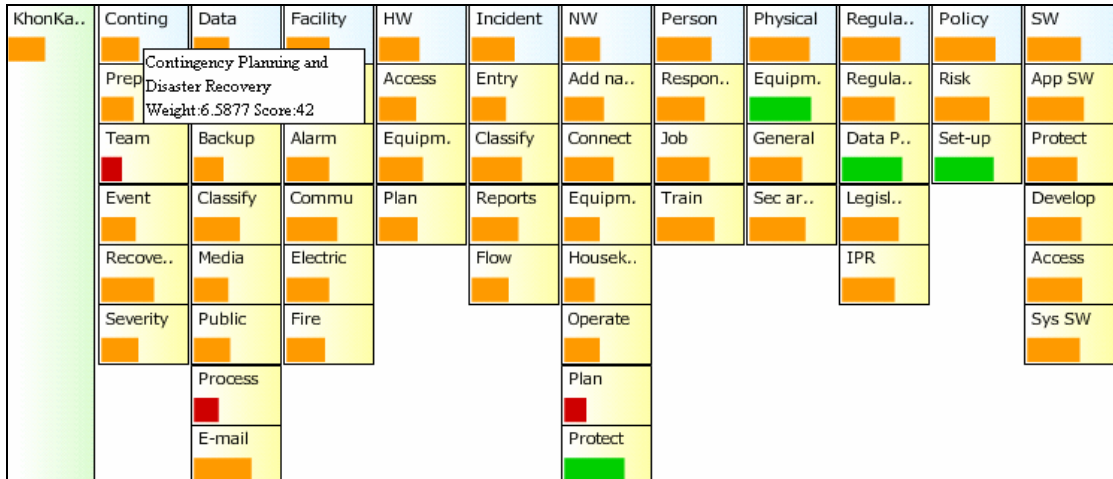 KhonKa.. Conting Data Facility HW Incident NW Person Physical Regula.. Policy SW
Contingency Planning and
Disaster Recovery
Weight:6.5877 Score:42
Prep Access Entry Add na.. Respon.. Equipm. Regula.. Risk App SW
Team Backup Alarm Equipm. Classify Connect Job General Data P.. Set-up Protect
Event Classify Commu Plan Reports Equipm. Train Sec ar.. Legisl.. Develop
Recove.. Media Electric Flow Housek.. IPR Access
Severity Public Fire Operate Sys SW
Process Plan
E-mail Protect